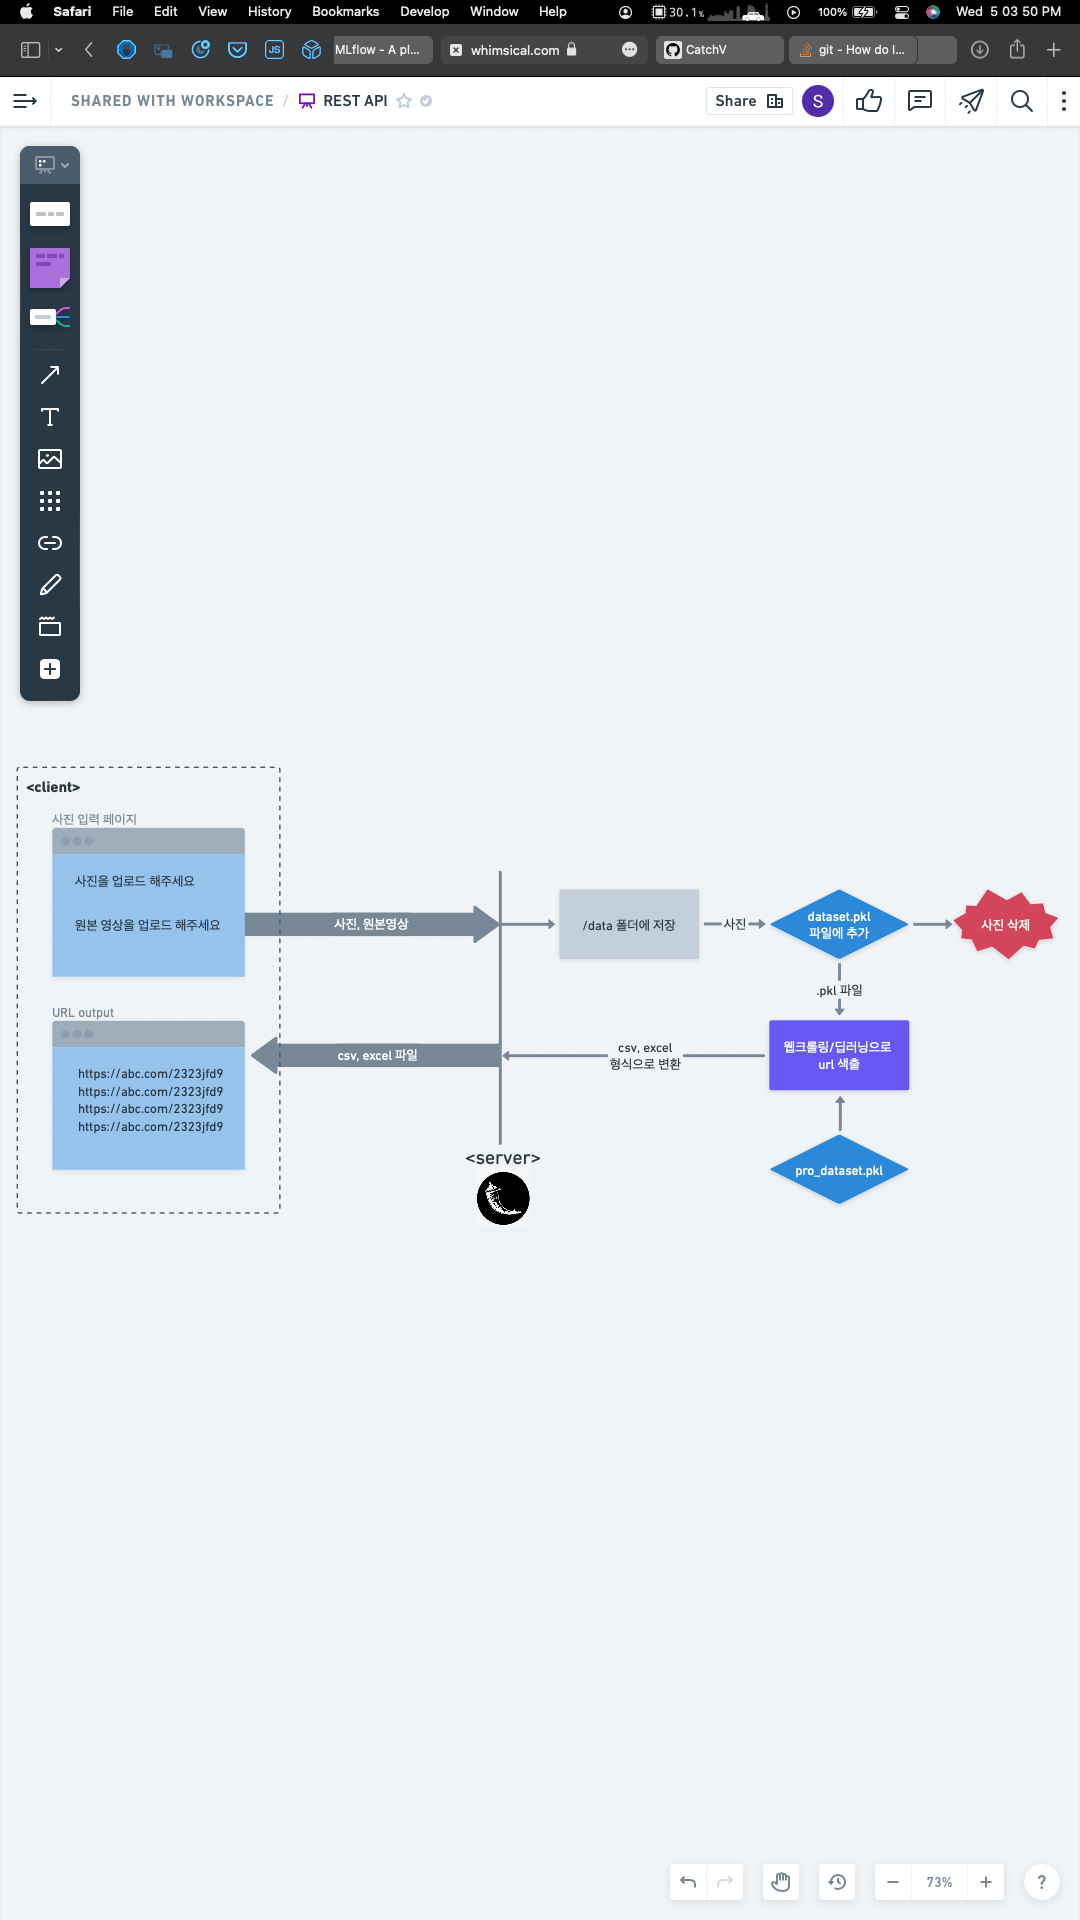 Safari File Edit View History Bookmarks Develop Window Help 30.1% 100% Wed 5 03 50 PM
JS MLflow - A pl... whimsical.com CatchV git - How do I...
SHARED WITH WORKSPACE / REST API Share S
<client>
사진 입력 페이지
사진을 업로드 해주세요
원본 영상을 업로드 해주세요
사진, 원본영상
/data 폴더에 저장
사진
dataset.pkl
파일에 추가
사진 삭제
.pkl 파일
URL output
https://abc.com/2323jfd9
https://abc.com/2323jfd9
https://abc.com/2323jfd9
https://abc.com/2323jfd9
csv, excel 파일
csv, excel
형식으로 변환
웹크롤링/딥러닝으로
url 색출
<server>
pro_dataset.pkl
73% ?